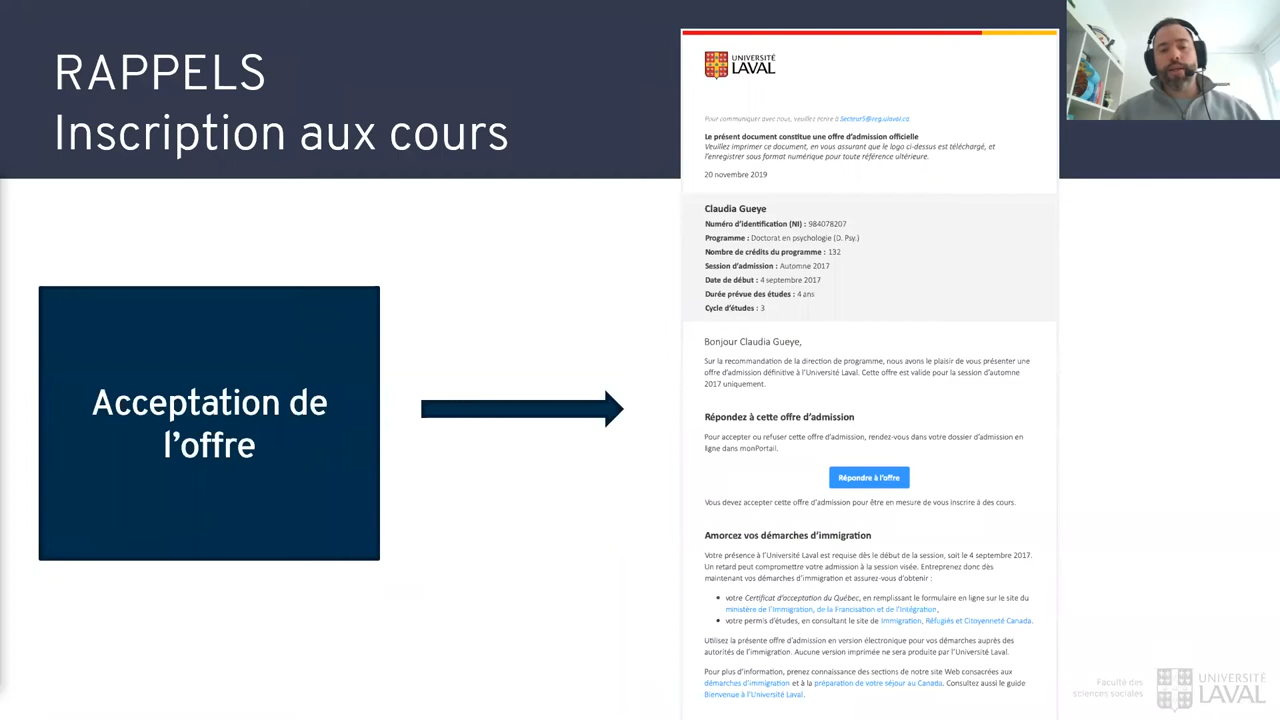 RAPPELS
Inscription aux cours
Acceptation de
l’offre
UNIVERSITÉ
LAVAL
Pour communiquer avec nous, veuillez écrire à Secteur5@reg.ulaval.ca
Le présent document constitue une offre d’admission officielle
Veuillez imprimer ce document, en vous assurant que le logo ci-dessus est téléchargé, et
l’enregistrer sous format numérique pour toute référence ultérieure.
20 novembre 2019
Claudia Gueye
Numéro d’identification (NI) : 984078207
Programme : Doctorat en psychologie (D. Psy.)
Nombre de crédits du programme : 132
Session d’admission : Automne 2017
Date de début : 4 septembre 2017
Durée prévue des études : 4 ans
Cycle d’études : 3
Bonjour Claudia Gueye,
Sur la recommandation de la direction de programme, nous avons le plaisir de vous présenter une
offre d’admission définitive à l’Université Laval. Cette offre est valide pour la session d’automne
2017 uniquement.
Répondez à cette offre d’admission
Pour accepter ou refuser cette offre d’admission, rendez-vous dans votre dossier d’admission en
ligne dans monPortail.
Répondre à l’offre
Vous devez accepter cette offre d’admission pour être en mesure de vous inscrire à des cours.
Amorcez vos démarches d’immigration
Votre présence à l’Université Laval est requise dès le début de la session, soit le 4 septembre 2017.
Un retard peut compromettre votre admission à la session visée. Entreprenez donc dès
maintenant vos démarches d’immigration et assurez-vous d’obtenir :
• votre Certificat d’acceptation du Québec, en remplissant le formulaire en ligne sur le site du
ministère de l’Immigration, de la Francisation et de l’Intégration,
• votre permis d’études, en consultant le site de Immigration, Réfugiés et Citoyenneté Canada.
Utilisez la présente offre d’admission en version électronique pour vos démarches auprès des
autorités de l’immigration. Aucune version imprimée ne sera produite par l’Université Laval.
Pour plus d’information, prenez connaissance des sections de notre site Web consacrées aux
démarches d’immigration et à la préparation de votre séjour au Canada. Consultez aussi le guide
Bienvenue à l’Université Laval.
Faculté des
sciences sociales
UNIVERSITÉ
LAVAL